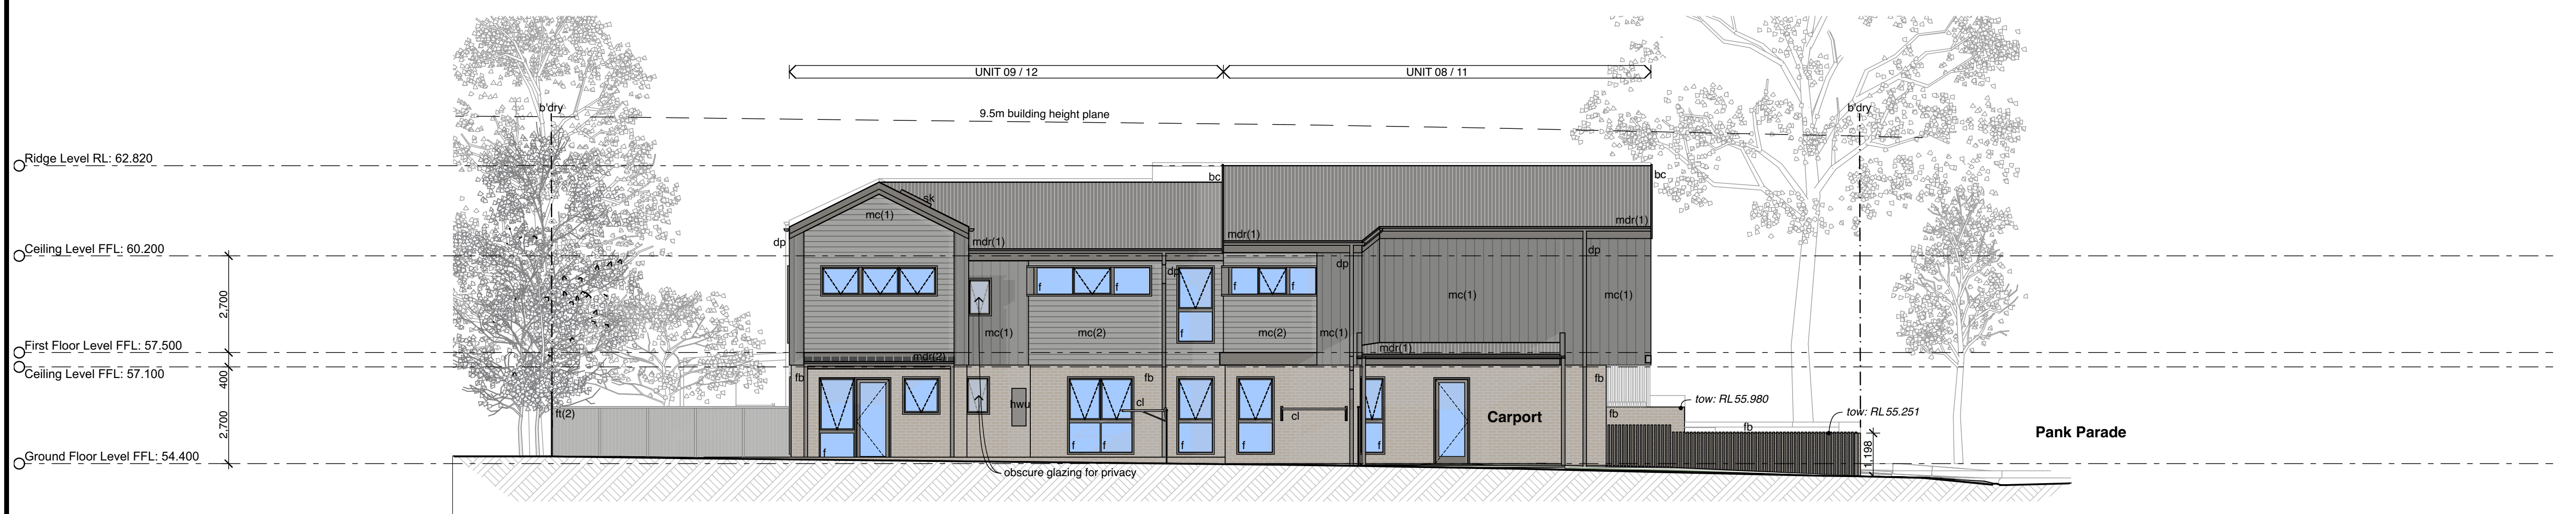 UNIT 09 / 12
UNIT 08 / 11
b'dry
9.5m building height plane
b'dry
Ridge Level RL: 62.820
bc
bc
sk
mc(1)
mdr(1)
dp
mdr(1)
mdr(1)
Ceiling Level FFL: 60.200
dp
dp
dp
f
f
f
f
mc(1)
mc(1)
2,700
mc(1)
mc(2)
f
mc(2)
mc(1)
First Floor Level FFL: 57.500
mdr(2)
mdr(1)
Ceiling FFL: 57.100
400
fb
fb
fb
tow: RL 55.980
hwu
cl
cl
Carport
ft(2)
fb
tow: RL 55.251
fb
2,700
Pank Parade
f
f
f
f
f
1,198
Ground Floor Level FFL: 54.400
obscure glazing for privacy